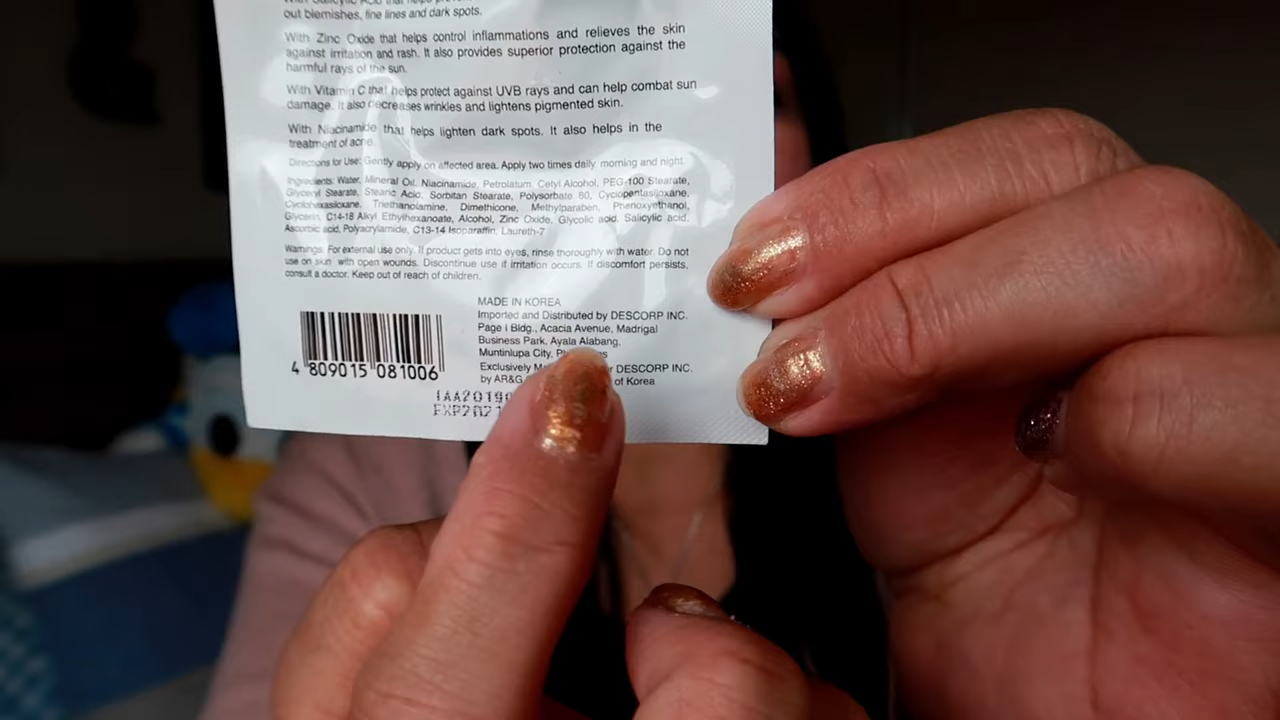 out blemishes, fine lines and dark spots.
With Zinc Oxide that helps control inflammations and relieves the skin
against irritation and rash. It also provides superior protection against the
harmful rays of the sun.
With Vitamin C that helps protect against UVB rays and can help combat sun
damage. It also decreases wrinkles and lightens pigmented skin.
With Niacinamide that helps lighten dark spots. It also helps in the
treatment of acne.
Directions for Use: Gently apply on affected area. Apply two times daily morning and night.
Ingredients: Water, Mineral Oil, Niacinamide, Petrolatum, Cetyl Alcohol, PEG-100 Stearate,
Glyceryl Stearate, Stearic Acid, Sorbitan Stearate, Polysorbate 60, Cyclopentasiloxane,
Cyclohexasiloxane, Triethanolamine, Dimethicone, Methylparaben, Phenoxyethanol,
Glycerin, C14-18 Alkyl Ethylhexanoate, Alcohol, Zinc Oxide, Glycolic acid, Salicylic acid,
Ascorbic acid, Polyacrylamide, C13-14 Isoparaffin, Laureth-7
Warnings: For external use only. If product gets into eyes, rinse thoroughly with water. Do not
use on skin with open wounds. Discontinue use if irritation occurs. If discomfort persists,
consult a doctor. Keep out of reach of children.
MADE IN KOREA
Imported and Distributed by DESCORP INC.
Page i Bldg., Acacia Avenue, Madrigal
Business Park, Ayala Alabang,
Muntinlupa City,
Exclusively DESCORP INC.
by AR&G of Korea
4 809015 081006